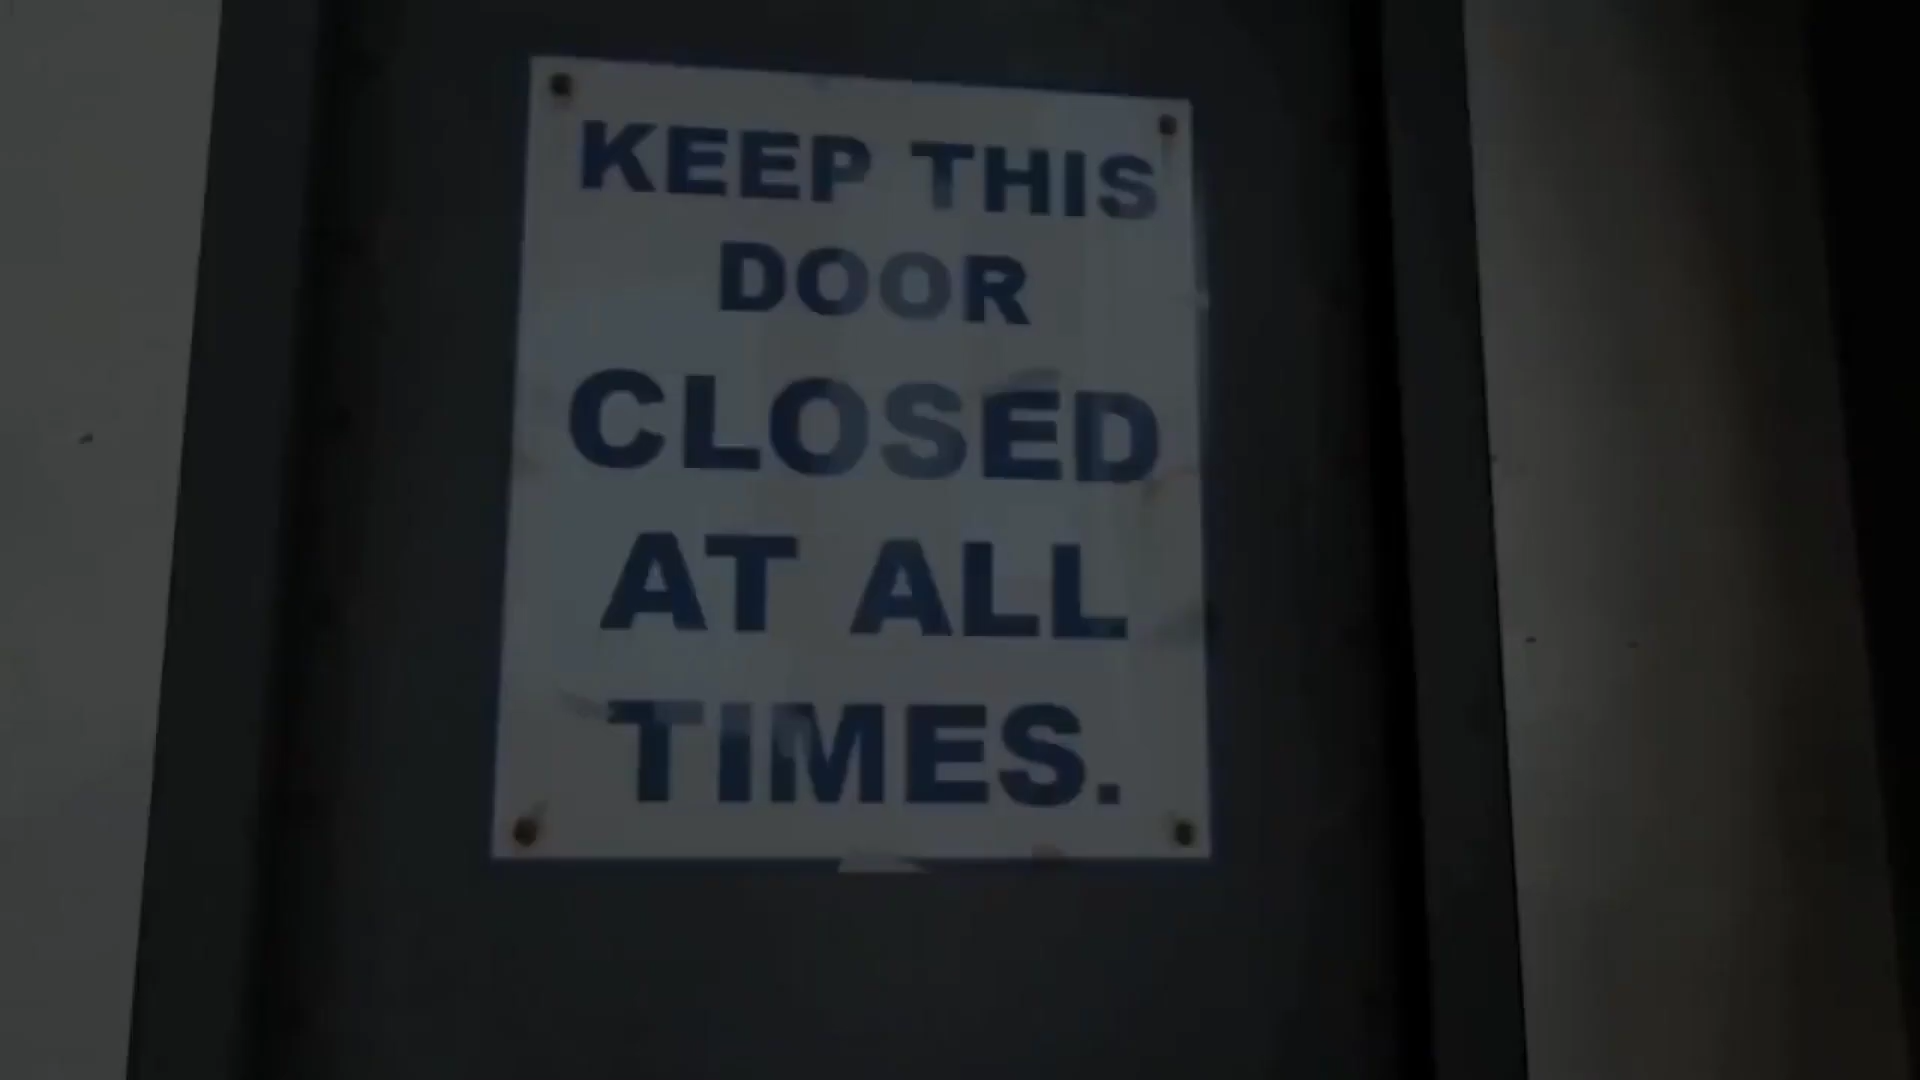 KEEP THIS
DOOR
CLOSED
AT ALL
TIMES.